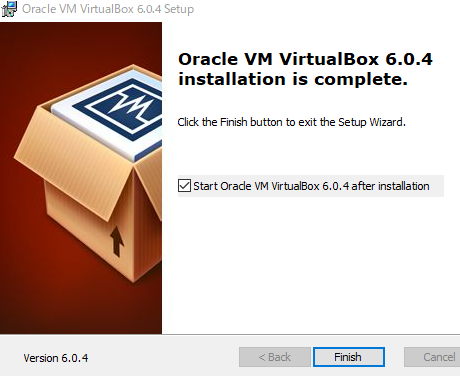 Oracle VM VirtualBox 6.0.4 Setup
Oracle VM VirtualBox 6.0.4
installation is complete.
Click the Finish button to exit the Setup Wizard.
Start Oracle VM VirtualBox 6.0.4 after installation
Version 6.0.4
< Back
Finish
Cancel